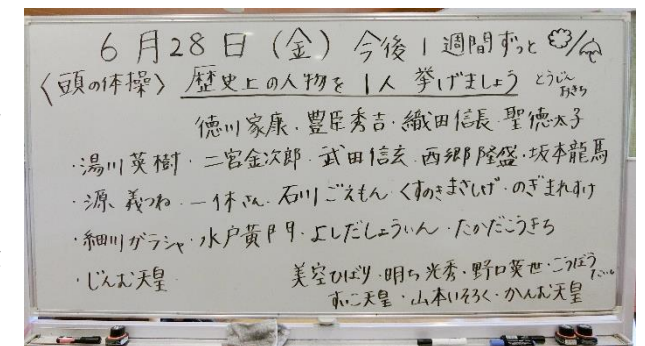 6月28日(金) 今後1週間ずっと
〈頭の体操〉 歴史上の人物を1人挙げましょう とうじんおきち
徳川家康・豊臣秀吉・織田信長・聖徳太子
・湯川英樹・二宮金次郎・武田信玄・西郷隆盛・坂本龍馬
・源義つね・一休さん・石川ごえもん・くすのきまさしげ・のぎまれすけ
・細川ガラシャ・水戸黄門・よしだしょういん・たかだこうきち
・じんむ天皇 美空ひばり・明ち光秀・野口英世・こうぼう
すいこ天皇・山本いそろく・かんむ天皇